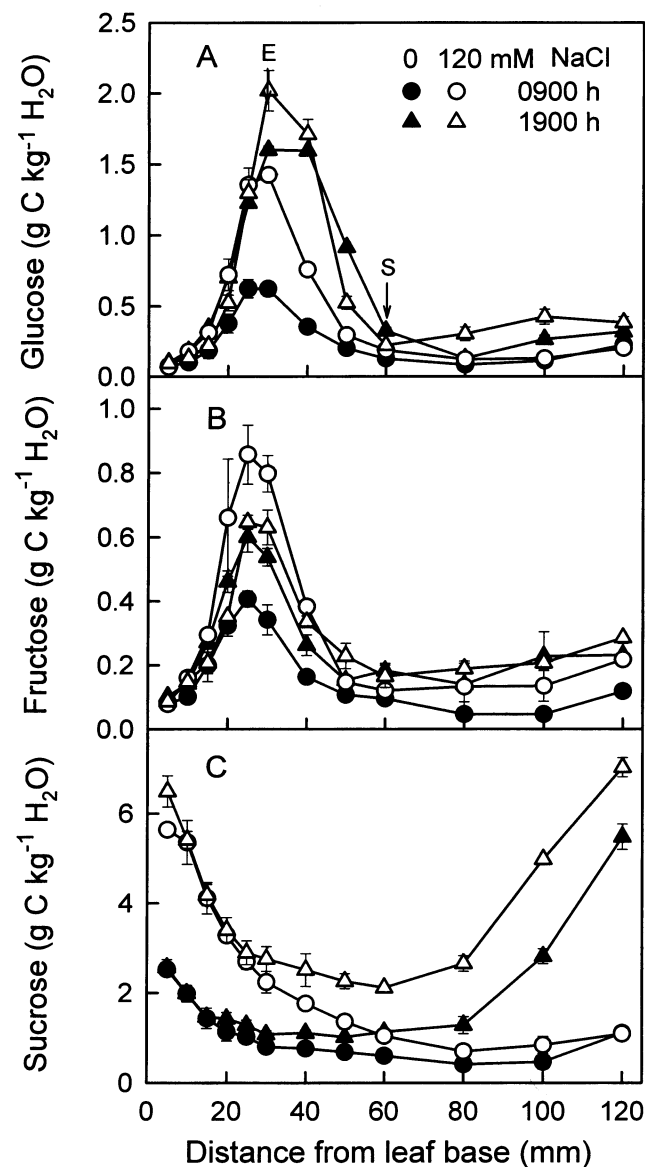 2.5
A
E
0 120 mM NaCl
2.0
0900 h
1900 h
1.5
1.0
S
0.5
0.0
Glucose (g C kg⁻¹ H₂O)
1.0
B
0.8
0.6
0.4
0.2
0.0
Fructose (g C kg⁻¹ H₂O)
C
6
4
2
0
Sucrose (g C kg⁻¹ H₂O)
0 20 40 60 80 100 120
Distance from leaf base (mm)